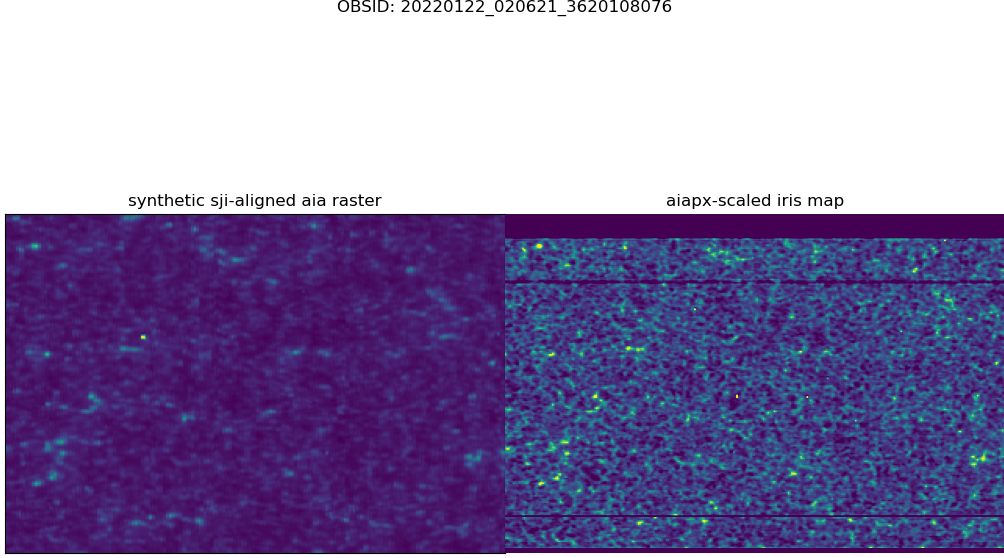 OBSID: 20220122_020621_3620108076
synthetic sji-aligned aia raster
aiapx-scaled iris map